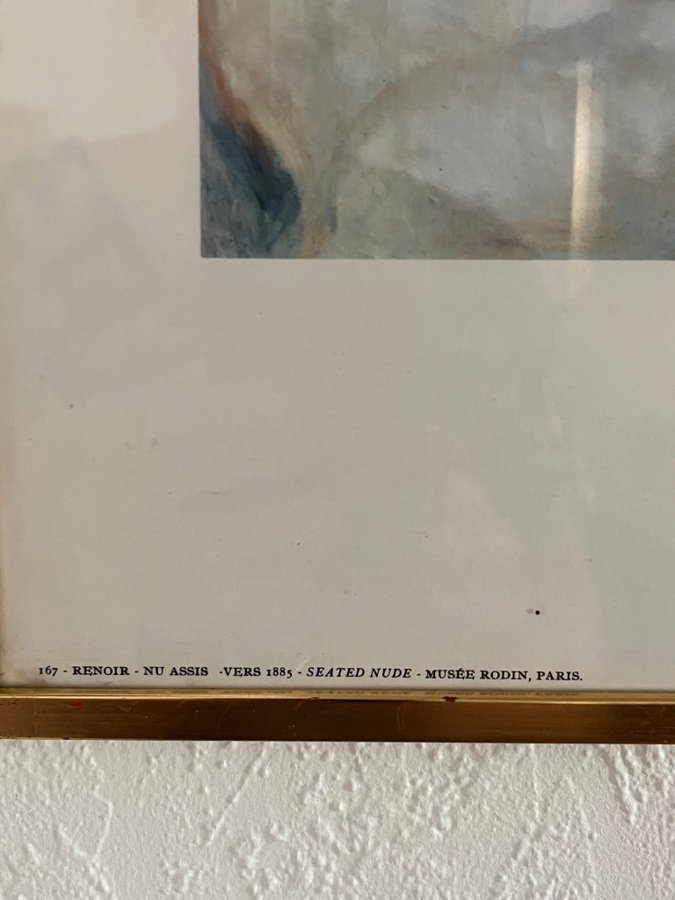 167 - RENOIR - NU ASSIS -VERS 1885 - SEATED NUDE - MUSÉE RODIN, PARIS.